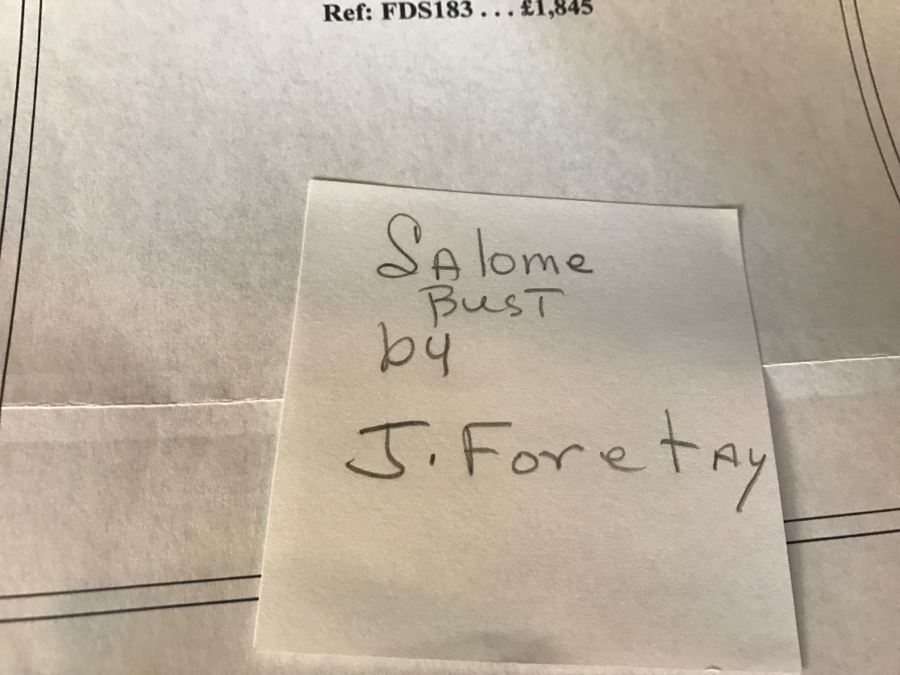 Ref: FDS183 . . . £1,845
SAlome
BusT
by
J. ForetAy